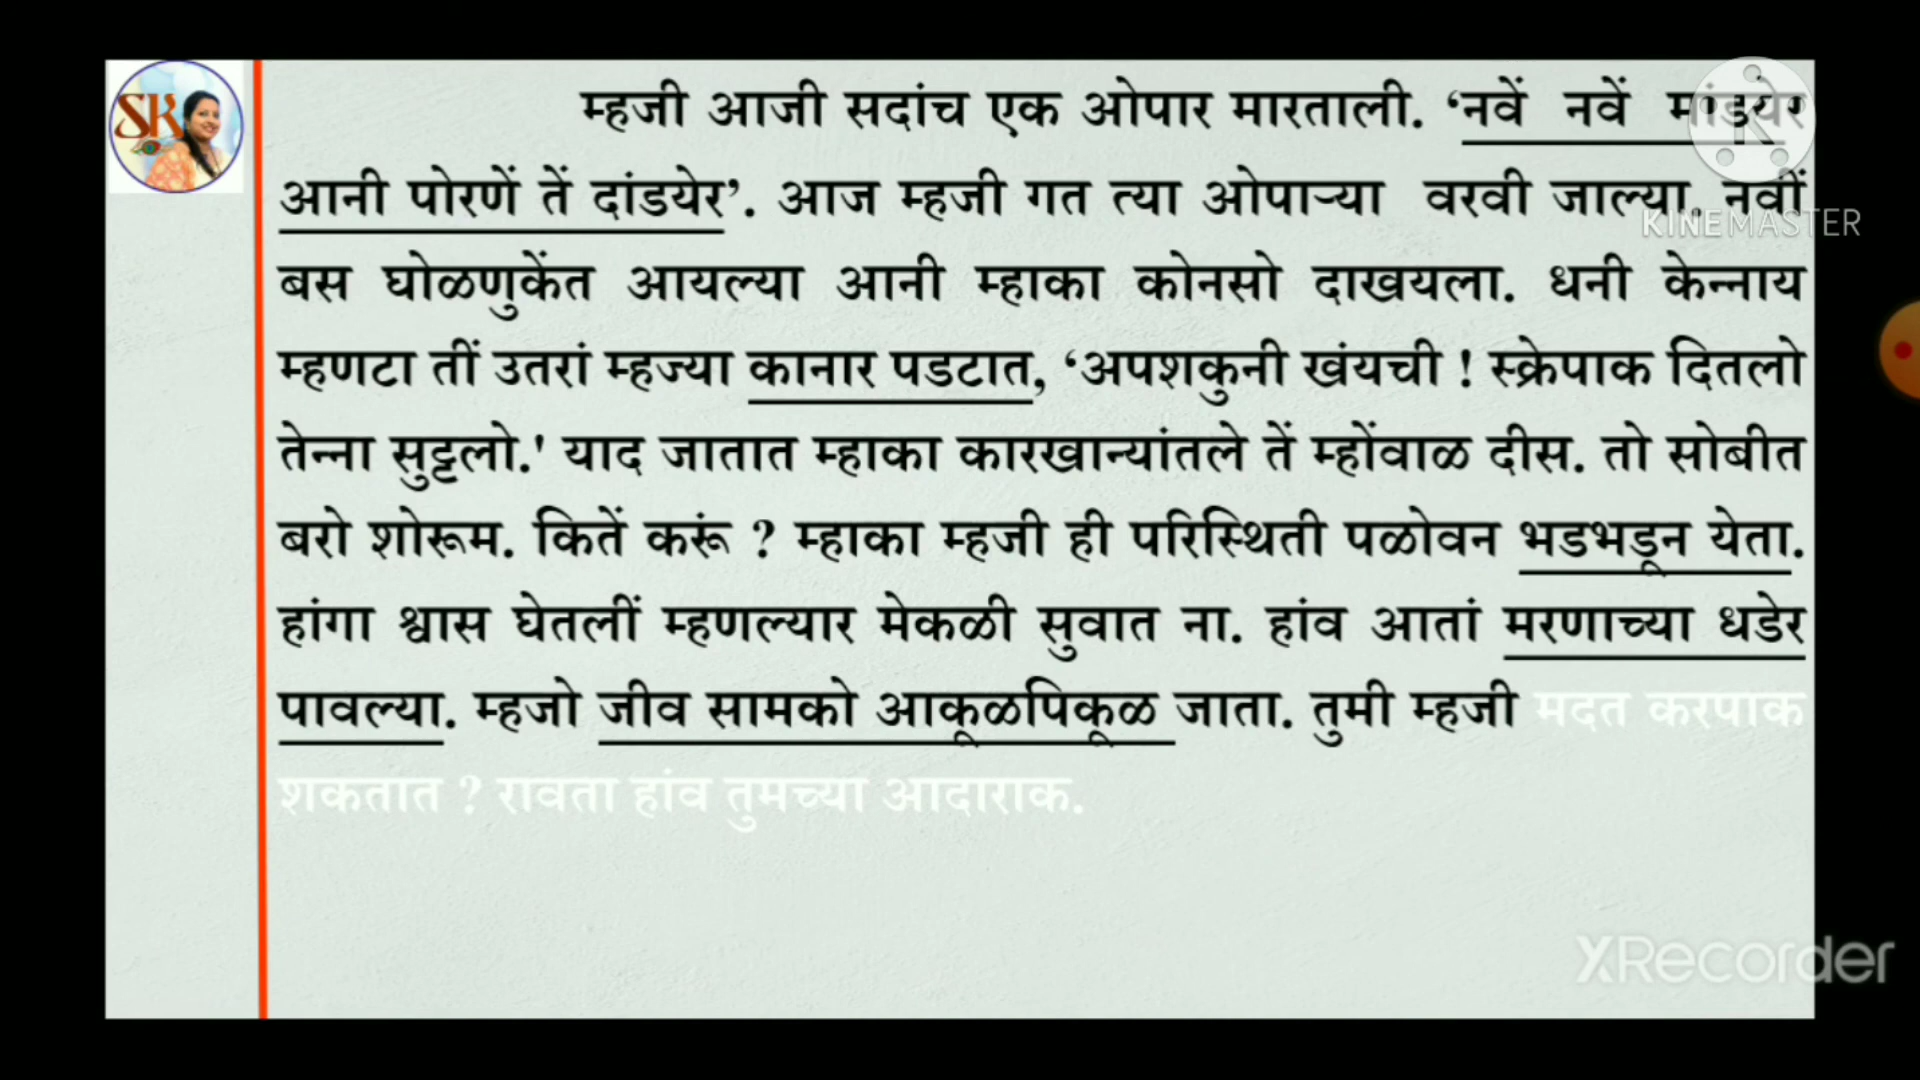 SK
म्हजी आजी सदांच एक ओपार मारताली. ‘नवें नवें मांडयेर
आनी पोरणें तें दांडयेर’. आज म्हजी गत त्या ओपाऱ्या वरवी जाल्या. नवीं
KINEMASTER
बस घोळणुकेंत आयल्या आनी म्हाका कोनसो दाखयला. धनी केन्नाय
म्हणटा तीं उतरां म्हज्या कानार पडटात, ‘अपशकुनी खंयची ! स्क्रेपाक दितलो
तेन्ना सुट्टलो.' याद जातात म्हाका कारखान्यांतले तें म्होंवाळ दीस. तो सोबीत
बरो शोरूम. कितें करूं ? म्हाका म्हजी ही परिस्थिती पळोवन भडभडून येता.
हांगा श्वास घेतलीं म्हणल्यार मेकळी सुवात ना. हांव आतां मरणाच्या धडेर
पावल्या. म्हजो जीव सामको आकूळपिकूळ जाता. तुमी म्हजी मदत करपाक
शकतात ? रावता हांव तुमच्या आदाराक.
XRecorder